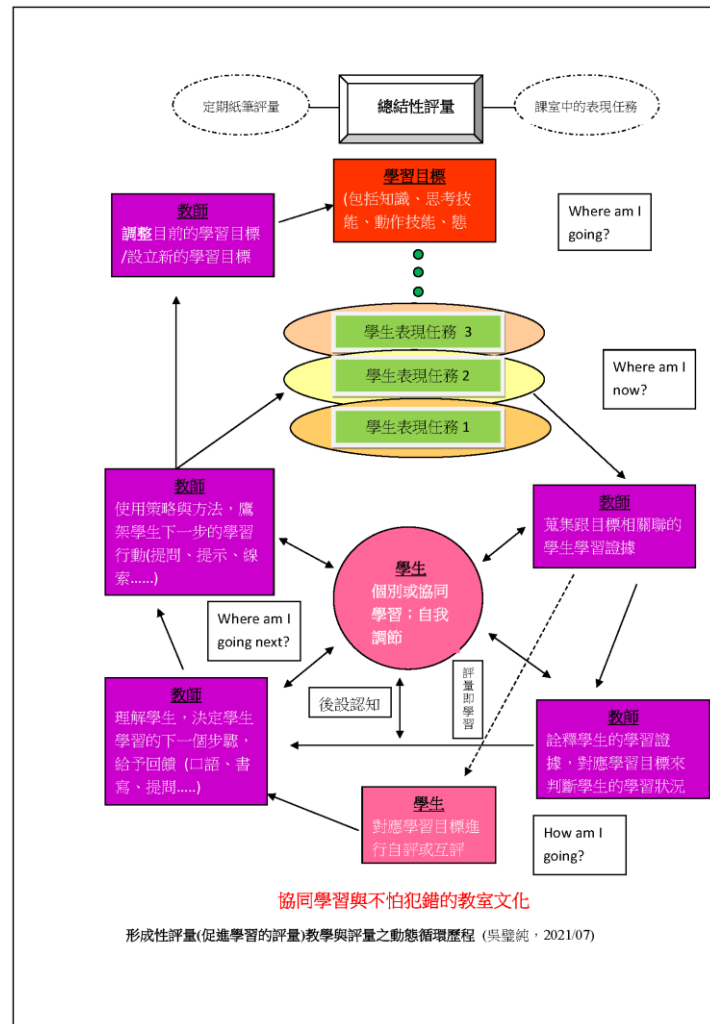 定期紙筆評量
總結性評量
課室中的表現任務
學習目標
(包括知識、思考技
能、動作技能、態
教師
調整目前的學習目標
/設立新的學習目標
Where am I
going?
學生表現任務 3
學生表現任務 2
學生表現任務 1
Where am I
now?
教師
使用策略與方法，鷹
架學生下一步的學習
行動(提問、提示、線
索......)
教師
蒐集跟目標相關聯的
學生學習證據
學生
個別或協同
學習；自我
調節
Where am I
going next?
教師
理解學生，決定學生
學習的下一個步驟，
給予回饋 (口語、書
寫、提問.....)
後設認知
評量即學習
教師
詮釋學生的學習證
據，對應學習目標來
判斷學生的學習狀況
學生
對應學習目標進
行自評或互評
How am I
going?
協同學習與不怕犯錯的教室文化
形成性評量(促進學習的評量)教學與評量之動態循環歷程 (吳璧純，2021/07)